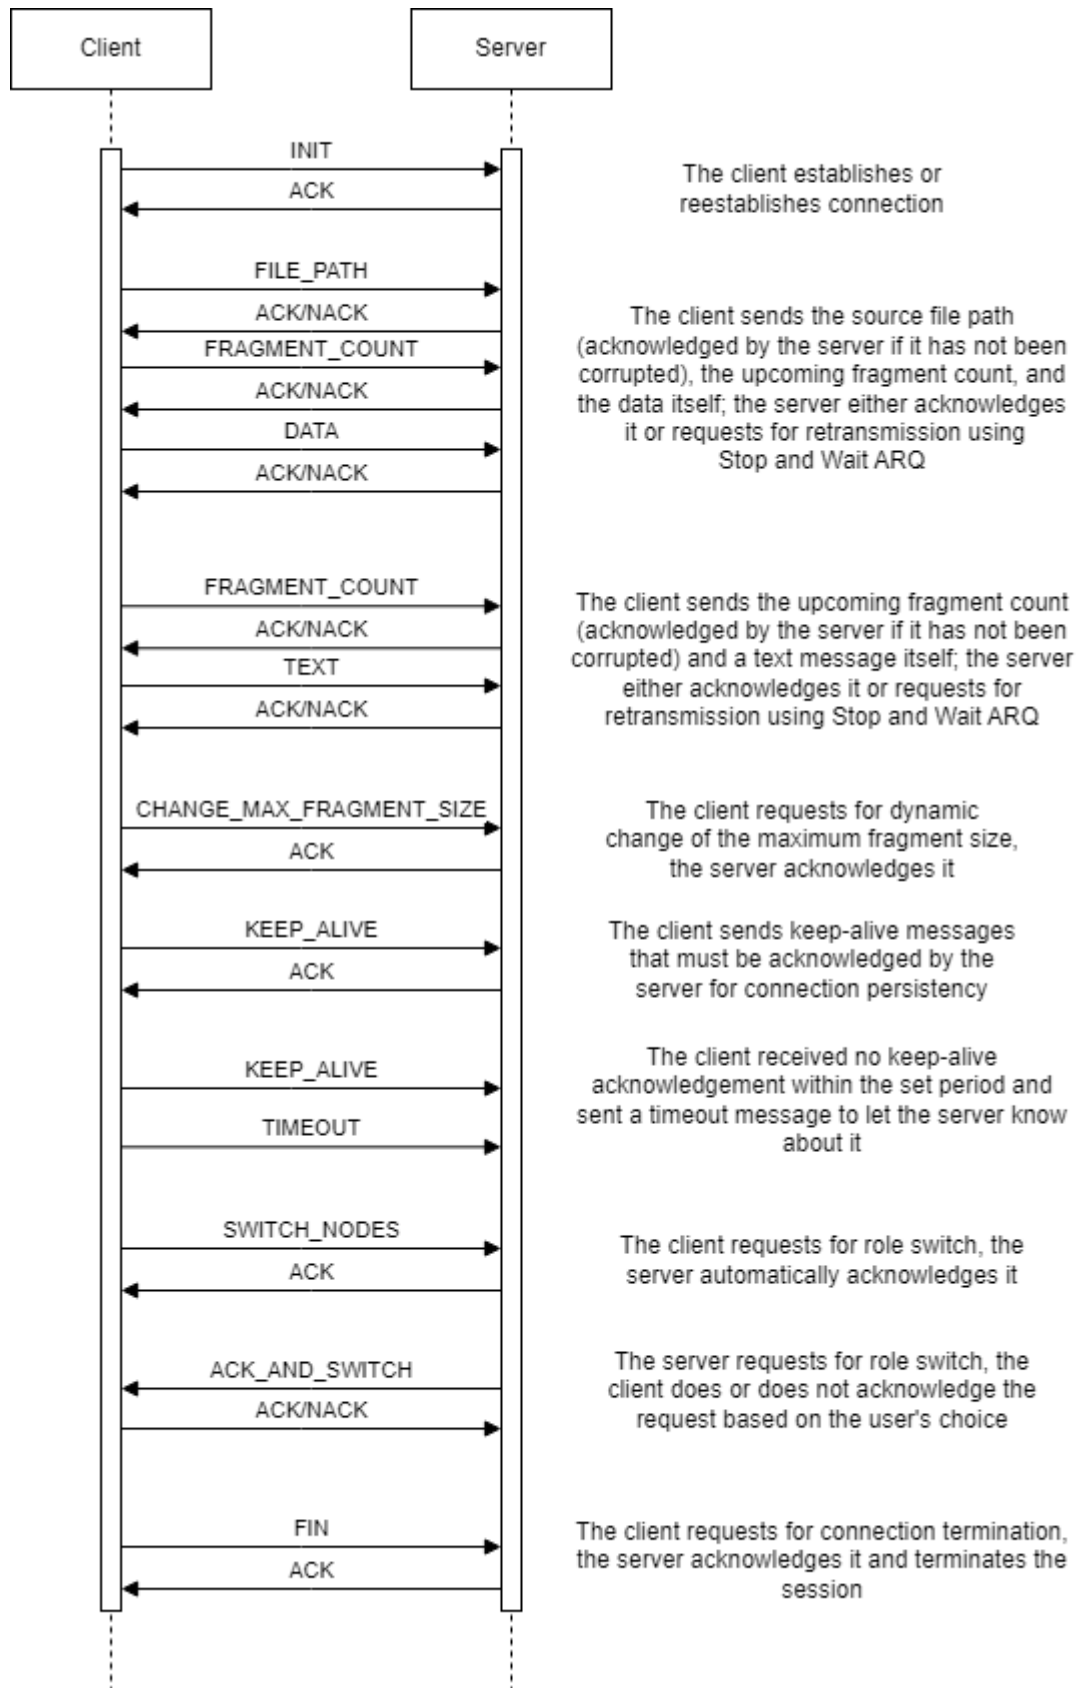 Client
Server
INIT
ACK
The client establishes or
reestablishes connection
FILE_PATH
ACK/NACK
FRAGMENT_COUNT
ACK/NACK
DATA
ACK/NACK
The client sends the source file path
(acknowledged by the server if it has not been
corrupted), the upcoming fragment count, and
the data itself; the server either acknowledges
it or requests for retransmission using
Stop and Wait ARQ
FRAGMENT_COUNT
ACK/NACK
TEXT
ACK/NACK
The client sends the upcoming fragment count
(acknowledged by the server if it has not been
corrupted) and a text message itself; the server
either acknowledges it or requests for
retransmission using Stop and Wait ARQ
CHANGE_MAX_FRAGMENT_SIZE
ACK
The client requests for dynamic
change of the maximum fragment size,
the server acknowledges it
KEEP_ALIVE
ACK
The client sends keep-alive messages
that must be acknowledged by the
server for connection persistency
KEEP_ALIVE
TIMEOUT
The client received no keep-alive
acknowledgement within the set period and
sent a timeout message to let the server know
about it
SWITCH_NODES
ACK
The client requests for role switch, the
server automatically acknowledges it
ACK_AND_SWITCH
ACK/NACK
The server requests for role switch, the
client does or does not acknowledge the
request based on the user's choice
FIN
ACK
The client requests for connection termination,
the server acknowledges it and terminates the
session